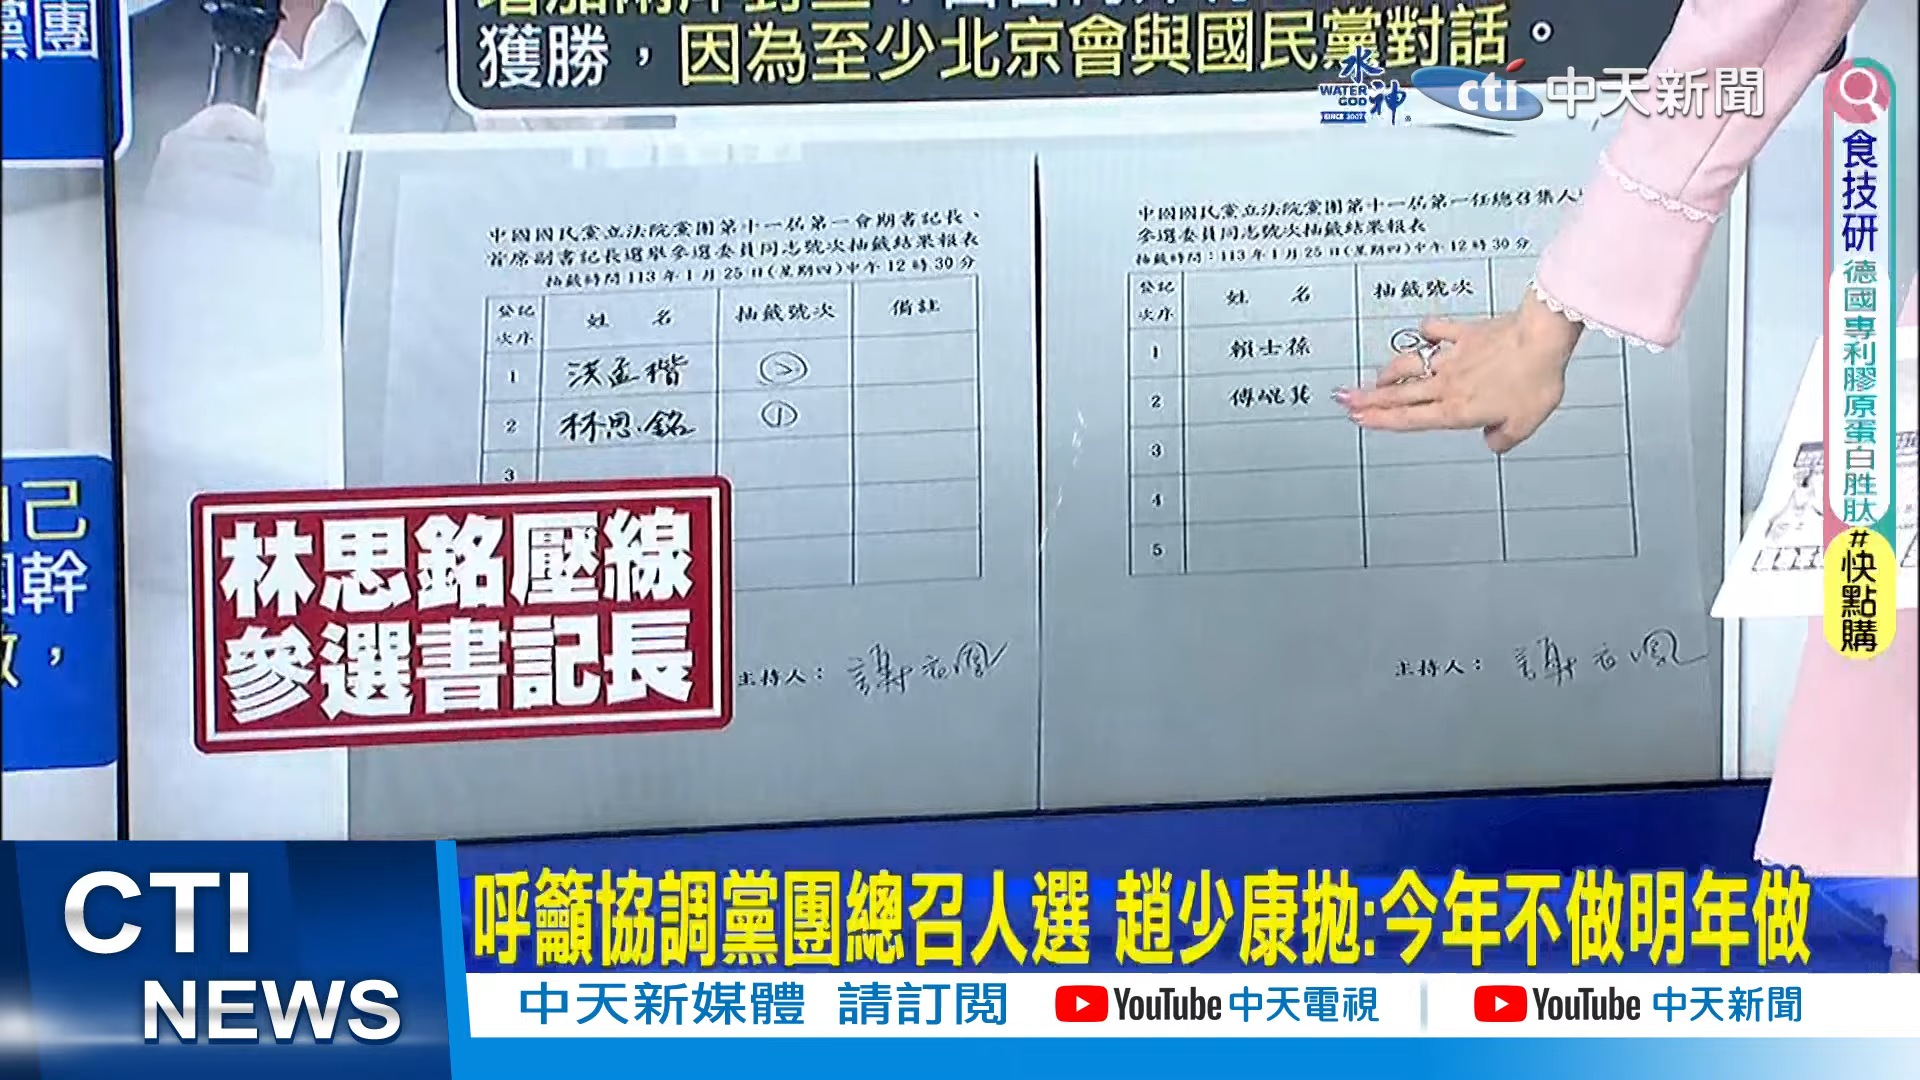 黨團
獲勝，因為至少北京會與國民黨對話。
水神
WATER GOD
SINCE 2007
cti 中天新聞
食技研 德國專利膠原蛋白胜肽 #快點購
中國國民黨立法院黨團第十一屆第一會期書記長、
首席副書記長選舉參選委員同志號次抽籤結果報表
抽籤時間113年1月25日(星期四)中午12時30分
登記次序 姓名 抽籤號次 備註
1 洪孟楷 2
2 林思銘 1
3
主持人： 謝衣鳳
中國國民黨立法院黨團第十一屆第一任總召集人
參選委員同志號次抽籤結果報表
抽籤時間：113年1月25日(星期四)中午12時30分
登記次序 姓名 抽籤號次
1 賴士葆 2
2 傅崐萁
3
4
5
主持人： 謝衣鳳
林思銘壓線
參選書記長
己
幹
，
CTI NEWS
呼籲協調黨團總召人選 趙少康拋:今年不做明年做
中天新媒體 請訂閱 YouTube 中天電視 | YouTube 中天新聞